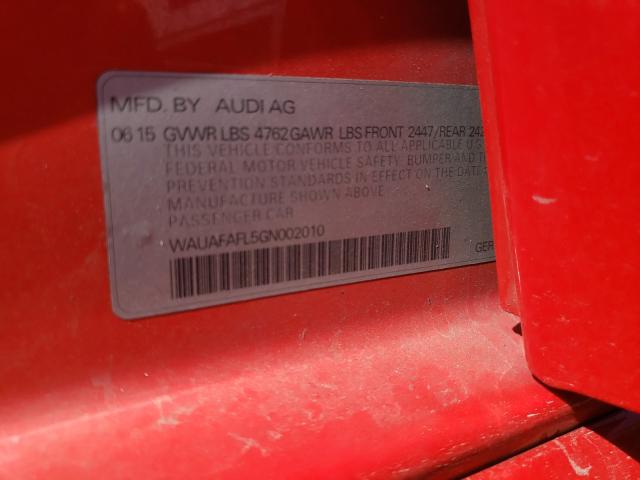 MFD. BY AUDI AG
06 15 GVWR LBS 4762 GAWR LBS FRONT 2447/REAR 242
THIS VEHICLE CONFORMS TO ALL APPLICABLE U.S
FEDERAL MOTOR VEHICLE SAFETY, BUMPER AND
PREVENTION STANDARDS IN EFFECT ON THE DATE
MANUFACTURE SHOWN ABOVE
PASSENGER CAR
WAUAFAFL5GN002010
GER